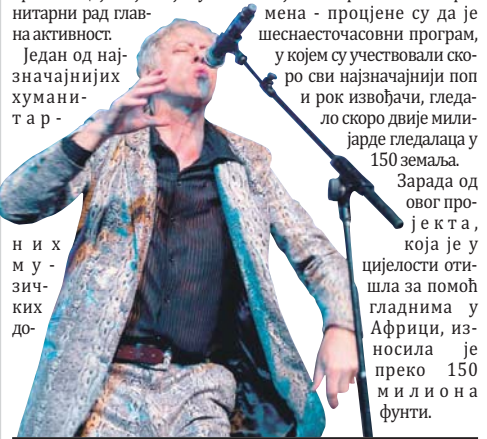 нитарни рад глав-
на активност.
Један од нај-
значајнијих
хумани-
тар-
них
му-
зич-
ких
до-
мена - процјене су да је
шеснаесточасовни програм,
у којем су учествовали ско-
ро сви најзначајнији поп
и рок извођачи, гледа-
ло скоро двије мили-
јарде гледалаца у
150 земаља.
Зарада од
овог про-
јекта,
која је у
цијелости оти-
шла за помоћ
гладнима у
Африци, из-
носила је
преко 150
милиона
фунти.